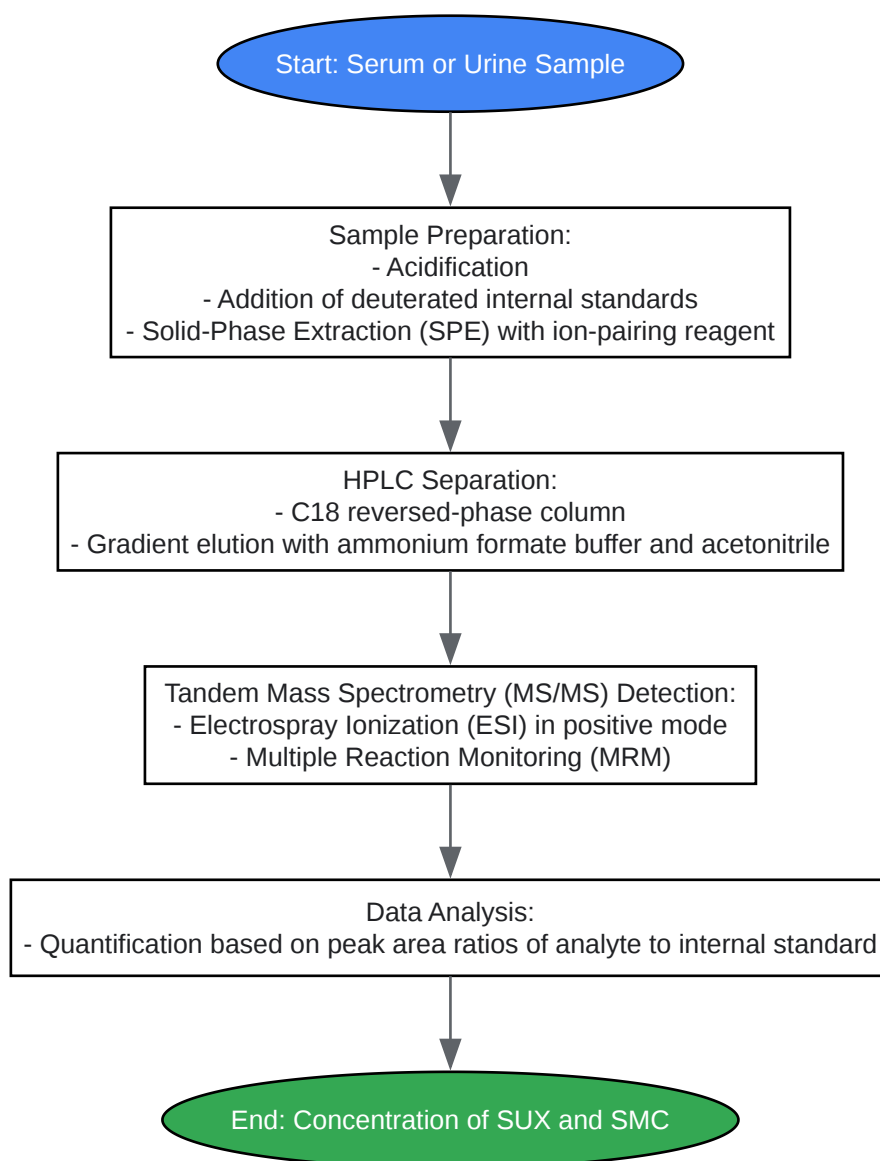 Start: Serum or Urine Sample
Sample Preparation:
- Acidification
- Addition of deuterated internal standards
- Solid-Phase Extraction (SPE) with ion-pairing reagent
HPLC Separation:
- C18 reversed-phase column
- Gradient elution with ammonium formate buffer and acetonitrile
Tandem Mass Spectrometry (MS/MS) Detection:
- Electrospray Ionization (ESI) in positive mode
- Multiple Reaction Monitoring (MRM)
Data Analysis:
- Quantification based on peak area ratios of analyte to internal standard
End: Concentration of SUX and SMC